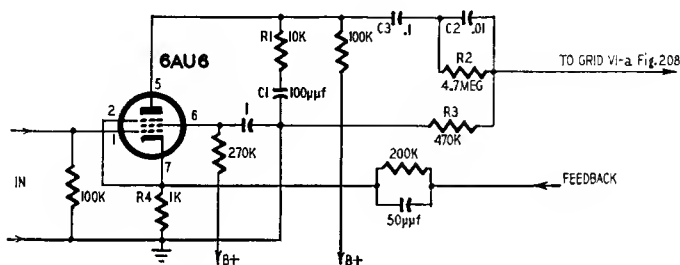 C3 .1
C2 .01
R1 10K
100K
6AU6
R2
4.7MEG
TO GRID V1-a Fig.208
5
C1 100µµf
2
6
.1
R3
470K
1
7
200K
IN
270K
100K
R4 1K
FEEDBACK
50µµf
B+
B+